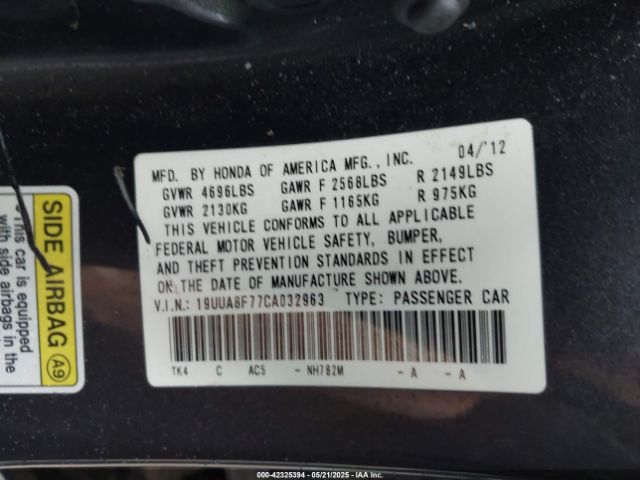 MFD. BY HONDA OF AMERICA MFG., INC. 04/'12
GVWR 4696LBS GAWR F 2568LBS R 2149LBS
GVWR 2130KG GAWR F 1165KG R 975KG
THIS VEHICLE CONFORMS TO ALL APPLICABLE
FEDERAL MOTOR VEHICLE SAFETY, BUMPER,
AND THEFT PREVENTION STANDARDS IN EFFECT
ON THE DATE OF MANUFACTURE SHOWN ABOVE.
V.I.N.: 19UUA8F77CA032963 TYPE: PASSENGER CAR
TK4 C AC5 - NH782M - A - A
SIDE AIRBAG A9
This car is equipped
with side airbags in the
000 - 42325394 - 05/21/2025 - IAA Inc.